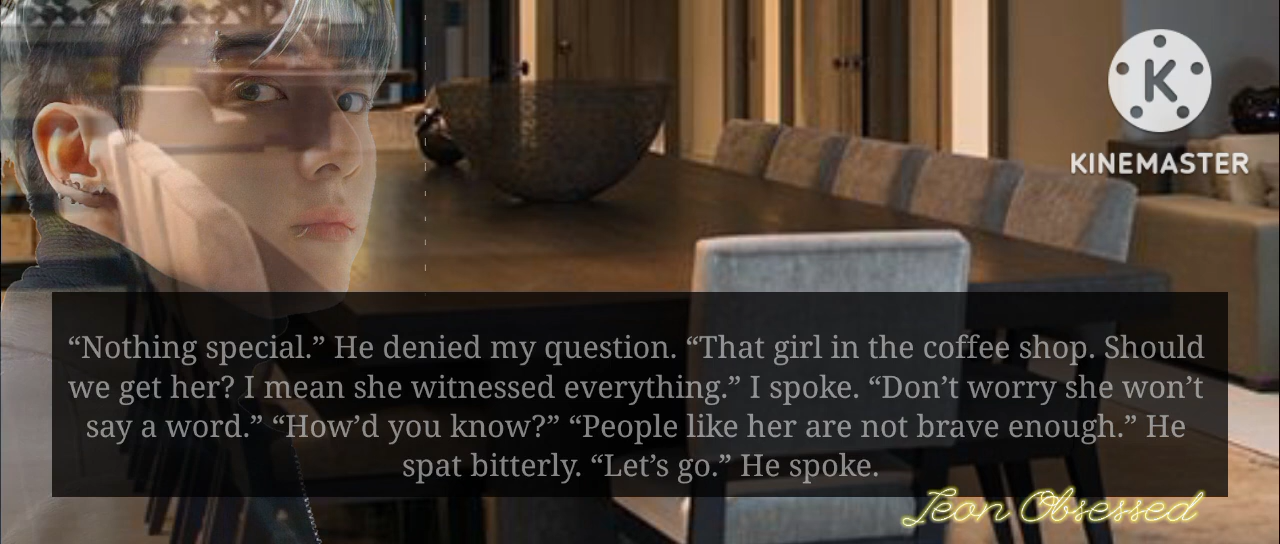 KINEMASTER
“Nothing special.” He denied my question. “That girl in the coffee shop. Should
we get her? I mean she witnessed everything.” I spoke. “Don’t worry she won’t
say a word.” “How’d you know?” “People like her are not brave enough.” He
spat bitterly. “Let’s go.” He spoke.
Jeon Obsessed